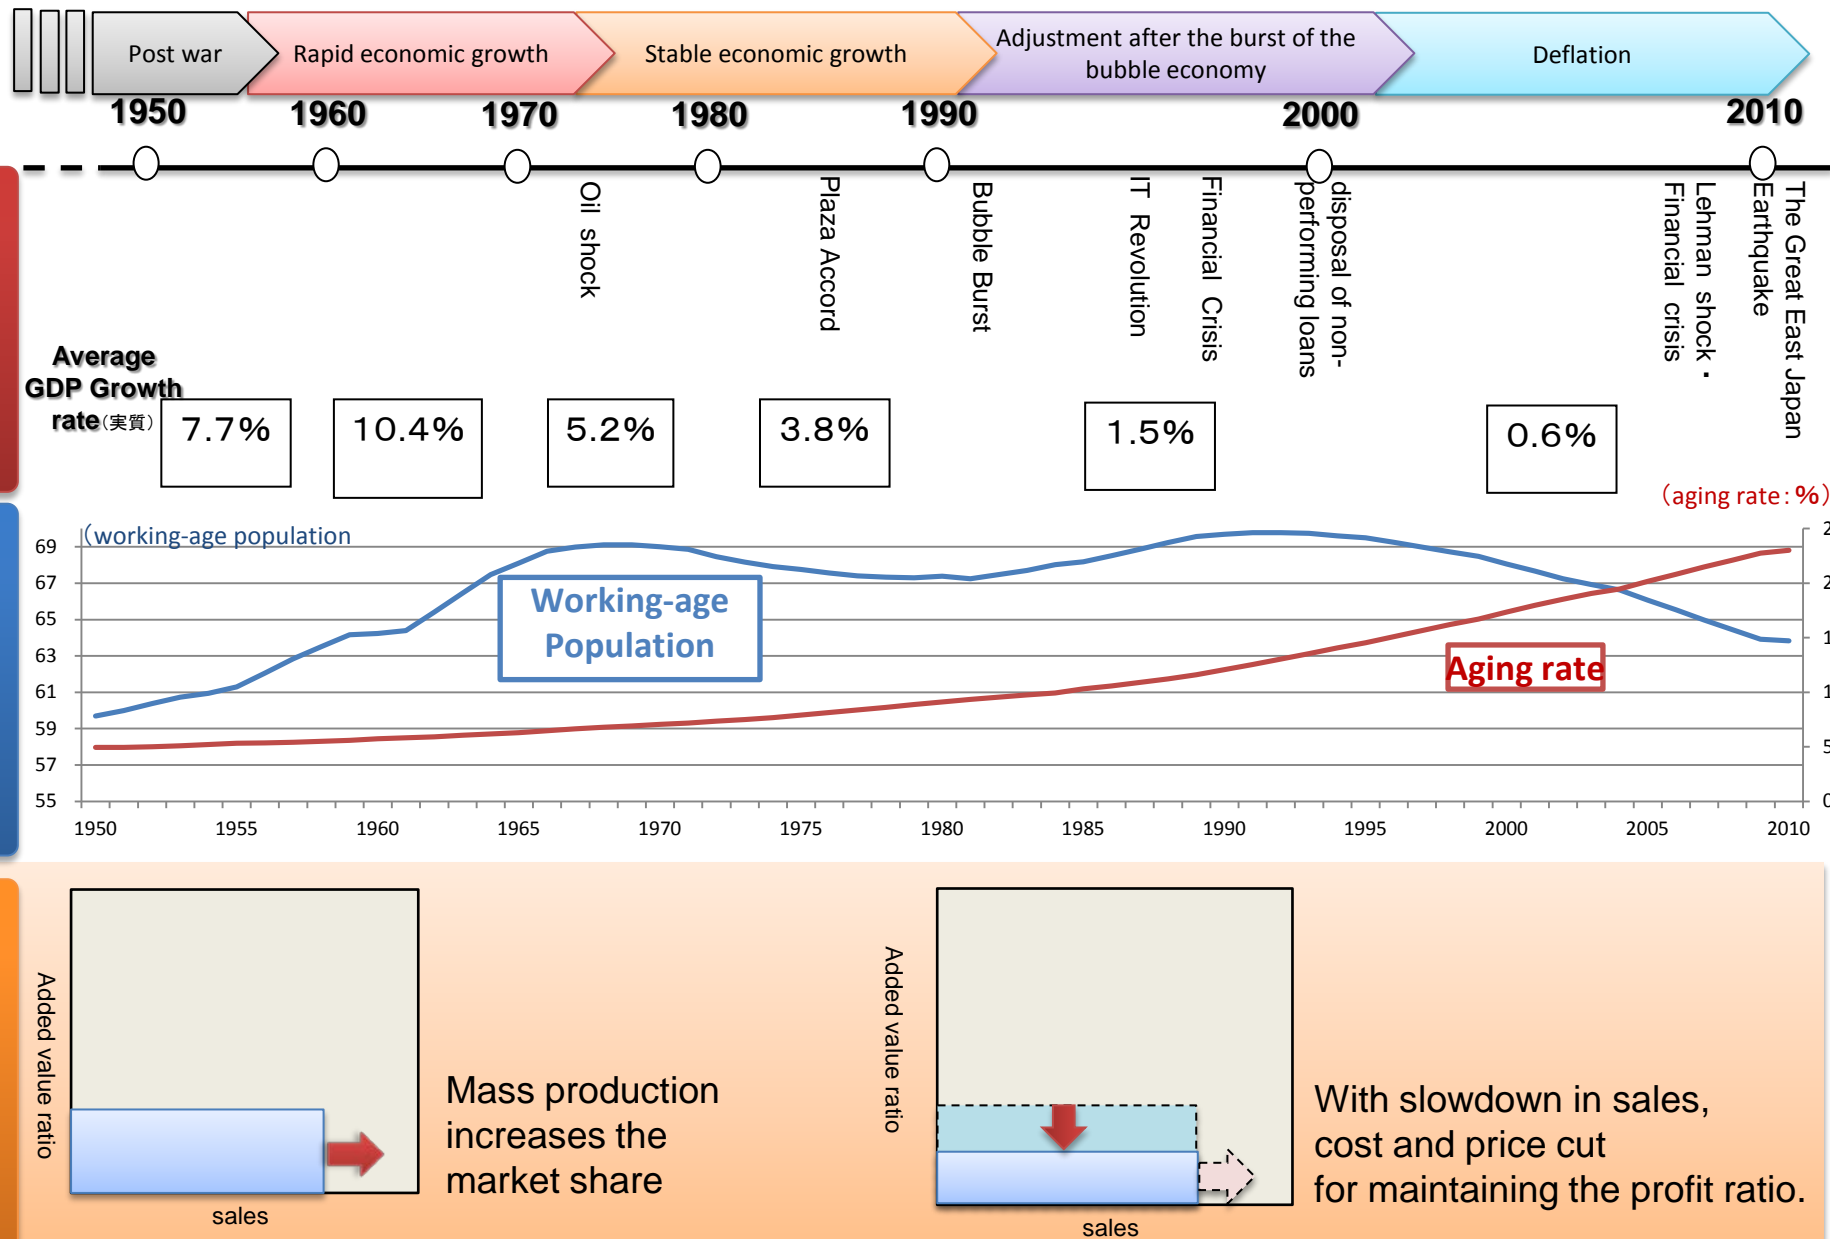 Post war
Rapid economic growth
Stable economic growth
Adjustment after the burst of the
bubble economy
Deflation
1950
1960
1970
1980
1990
2000
2010
Oil shock
Plaza Accord
Bubble Burst
IT Revolution
Financial Crisis
disposal of non-
performing loans
Lehman shock・
Financial crisis
The Great East Japan
Earthquake
Average
GDP Growth
rate(実質)
7.7%
10.4%
5.2%
3.8%
1.5%
0.6%
(aging rate:%)
(working-age population
69
67
65
63
61
59
57
55
Working-age
Population
Aging rate
2
2
1
1
5
0
1950
1955
1960
1965
1970
1975
1980
1985
1990
1995
2000
2005
2010
Added value ratio
sales
Mass production
increases the
market share
Added value ratio
sales
With slowdown in sales,
cost and price cut
for maintaining the profit ratio.